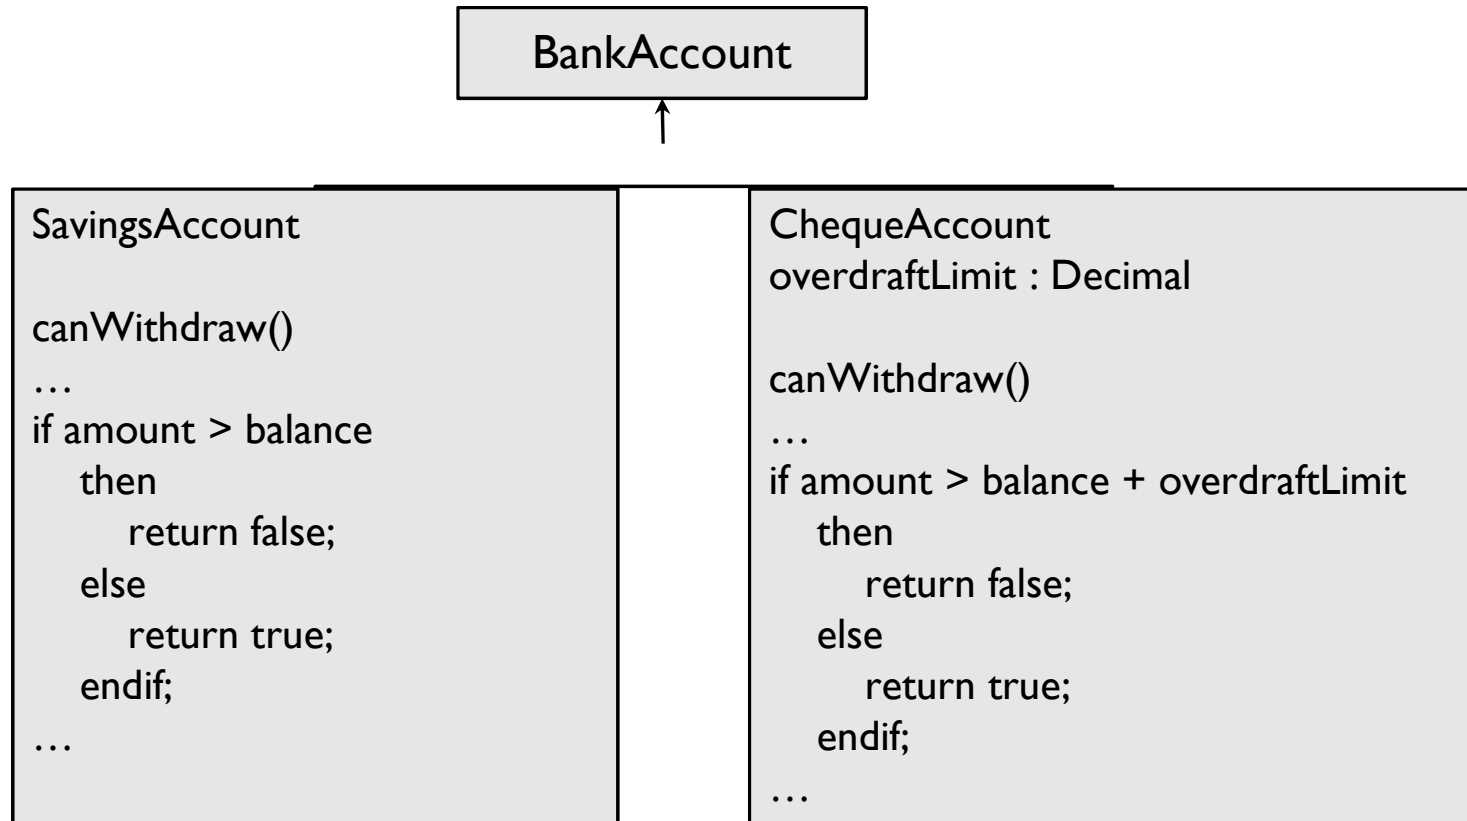 BankAccount
SavingsAccount
canWithdraw()
…
if amount > balance
then
return false;
else
return true;
endif;
…
ChequeAccount
overdraftLimit : Decimal
canWithdraw()
…
if amount > balance + overdraftLimit
then
return false;
else
return true;
endif;
…